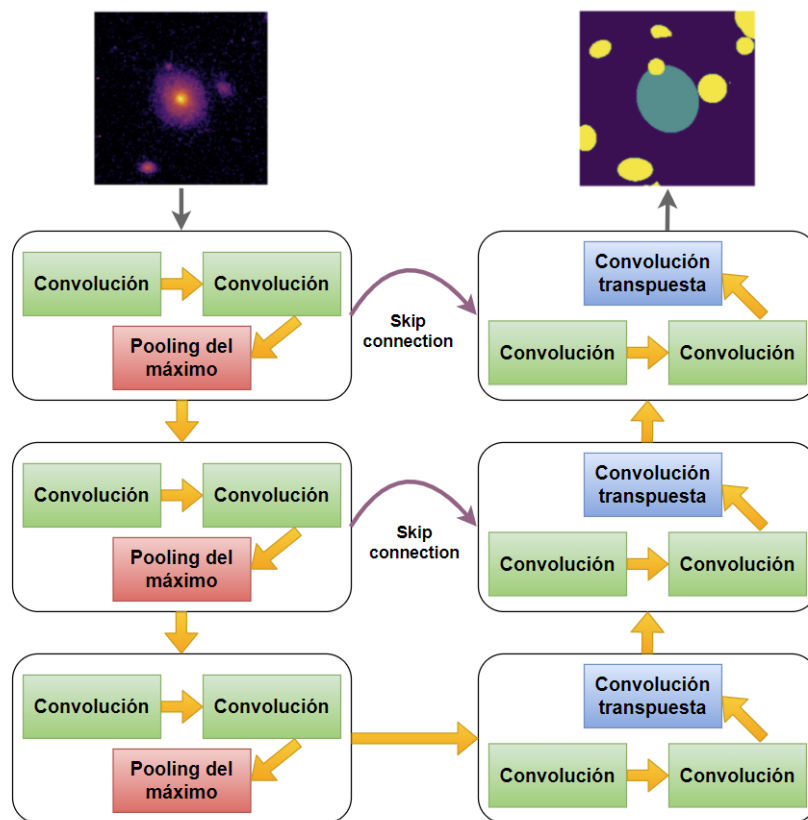 Convolución
Convolución
Pooling del
máximo
Skip
connection
Convolución
transpuesta
Convolución
Convolución
Convolución
Convolución
Pooling del
máximo
Skip
connection
Convolución
transpuesta
Convolución
Convolución
Convolución
Convolución
Pooling del
máximo
Convolución
transpuesta
Convolución
Convolución